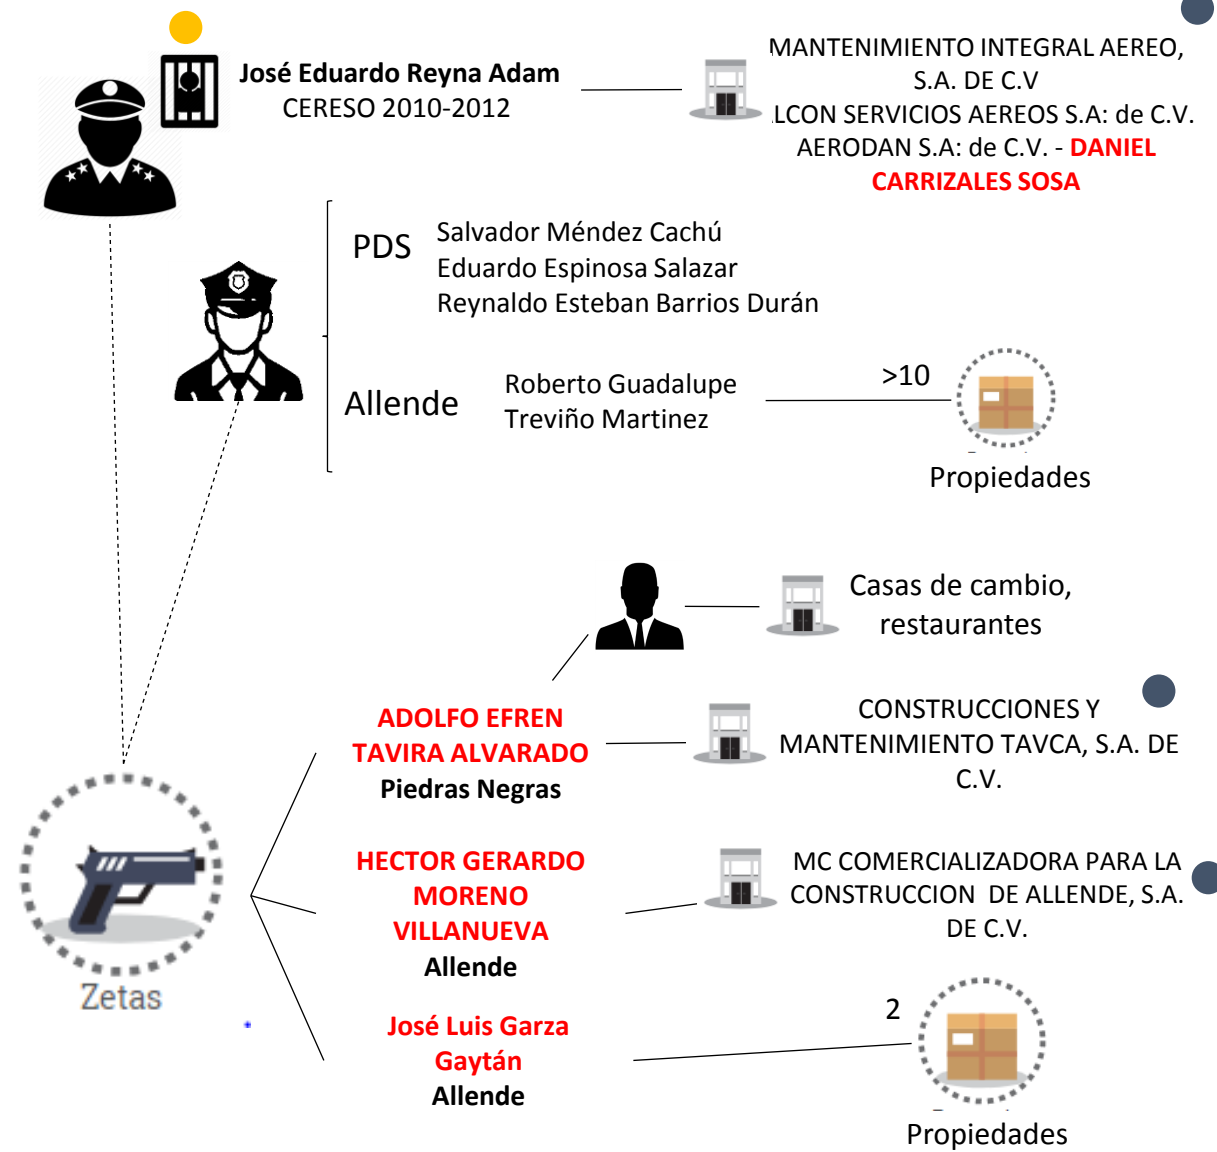 José Eduardo Reyna Adam
CERESO 2010-2012
MANTENIMIENTO INTEGRAL AEREO,
S.A. DE C.V
LCON SERVICIOS AEREOS S.A: de C.V.
AERODAN S.A: de C.V. - DANIEL
CARRIZALES SOSA
PDS
Salvador Méndez Cachú
Eduardo Espinosa Salazar
Reynaldo Esteban Barrios Durán
Allende
Roberto Guadalupe
Treviño Martinez
>10
Propiedades
Casas de cambio,
restaurantes
ADOLFO EFREN
TAVIRA ALVARADO
Piedras Negras
CONSTRUCCIONES Y
MANTENIMIENTO TAVCA, S.A. DE
C.V.
HECTOR GERARDO
MORENO
VILLANUEVA
Allende
MC COMERCIALIZADORA PARA LA
CONSTRUCCION DE ALLENDE, S.A.
DE C.V.
Zetas
José Luis Garza
Gaytán
Allende
2
Propiedades